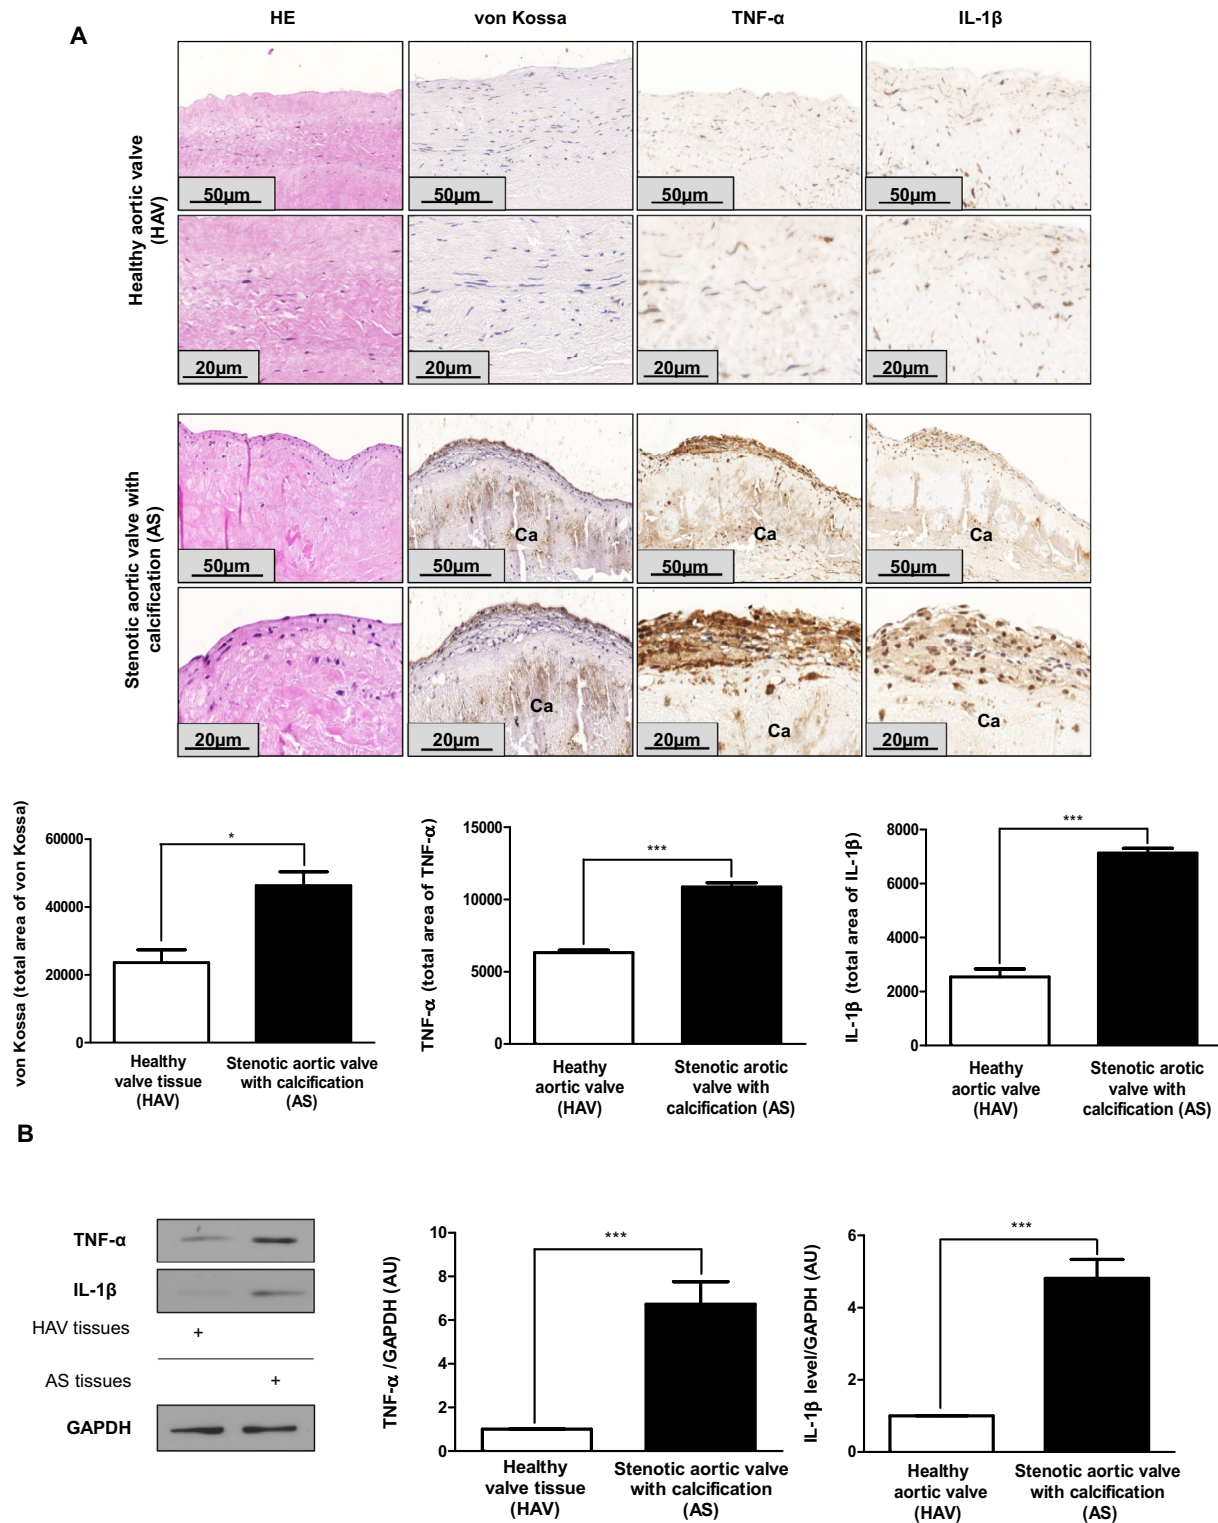 A
HE
von Kossa
TNF-α
IL-1β
Healthy aortic valve
(HAV)
50µm
50µm
50µm
50µm
20µm
20µm
20µm
20µm
Stenotic aortic valve with
calcification (AS)
Ca
Ca
Ca
50µm
50µm
50µm
50µm
Ca
Ca
Ca
20µm
20µm
20µm
20µm
von Kossa (total area of von Kossa)
60000
40000
20000
0
*
Healthy
valve tissue
(HAV)
Stenotic aortic valve
with calcification
(AS)
TNF-α (total area of TNF-α)
15000
10000
5000
0
***
Heathy
aortic valve
(HAV)
Stenotic arotic
valve with
calcification (AS)
IL-1β (total area of IL-1β)
8000
6000
4000
2000
0
***
Heathy
aortic valve
(HAV)
Stenotic arotic
valve with
calcification (AS)
B
TNF-α
IL-1β
HAV tissues +
AS tissues +
GAPDH
TNF-α /GAPDH (AU)
10
8
6
4
2
0
***
Healthy
valve tissue
(HAV)
Stenotic aortic valve
with calcification
(AS)
IL-1β level/GAPDH (AU)
6
4
2
0
***
Healthy
aortic valve
(HAV)
Stenotic aortic valve
with calcification
(AS)